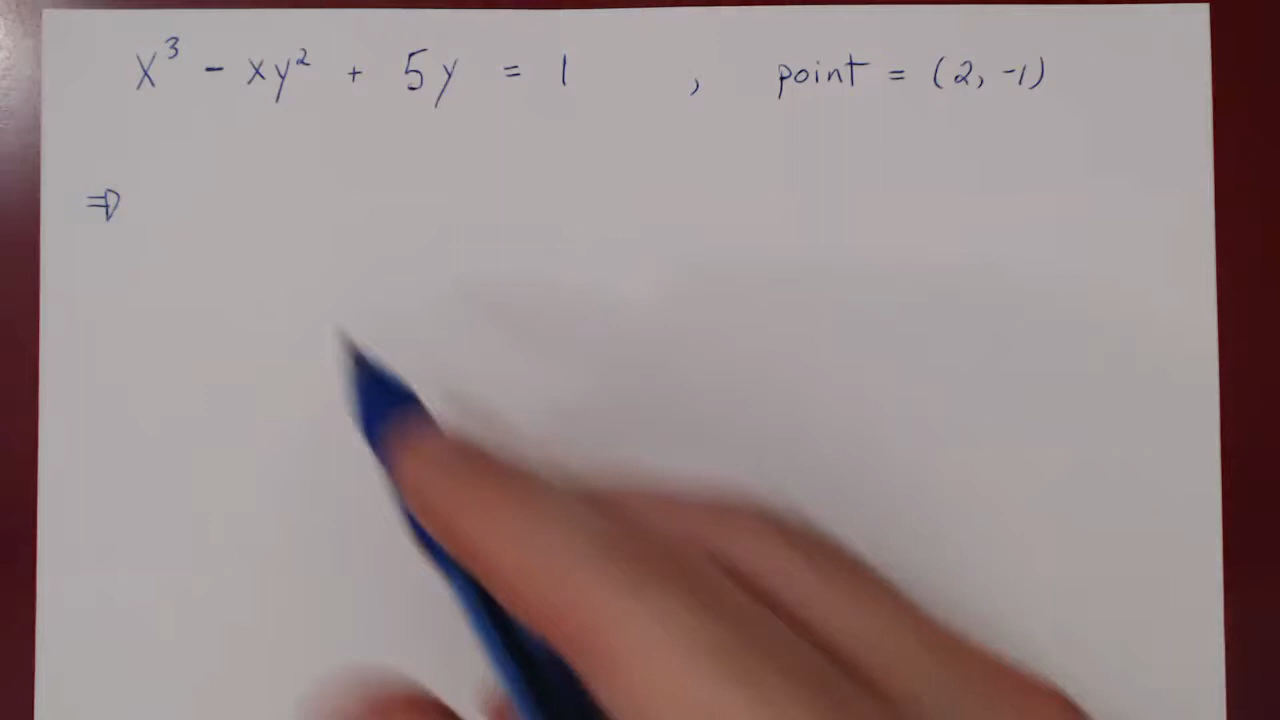 x³ - xy² + 5y = 1 , point = (2, -1)
⇒